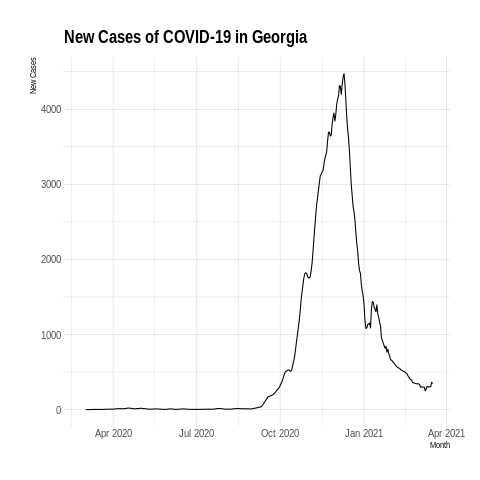 New Cases of COVID-19 in Georgia
New Cases
4000
3000
2000
1000
0
Apr 2020 Jul 2020 Oct 2020 Jan 2021 Apr 2021
Month